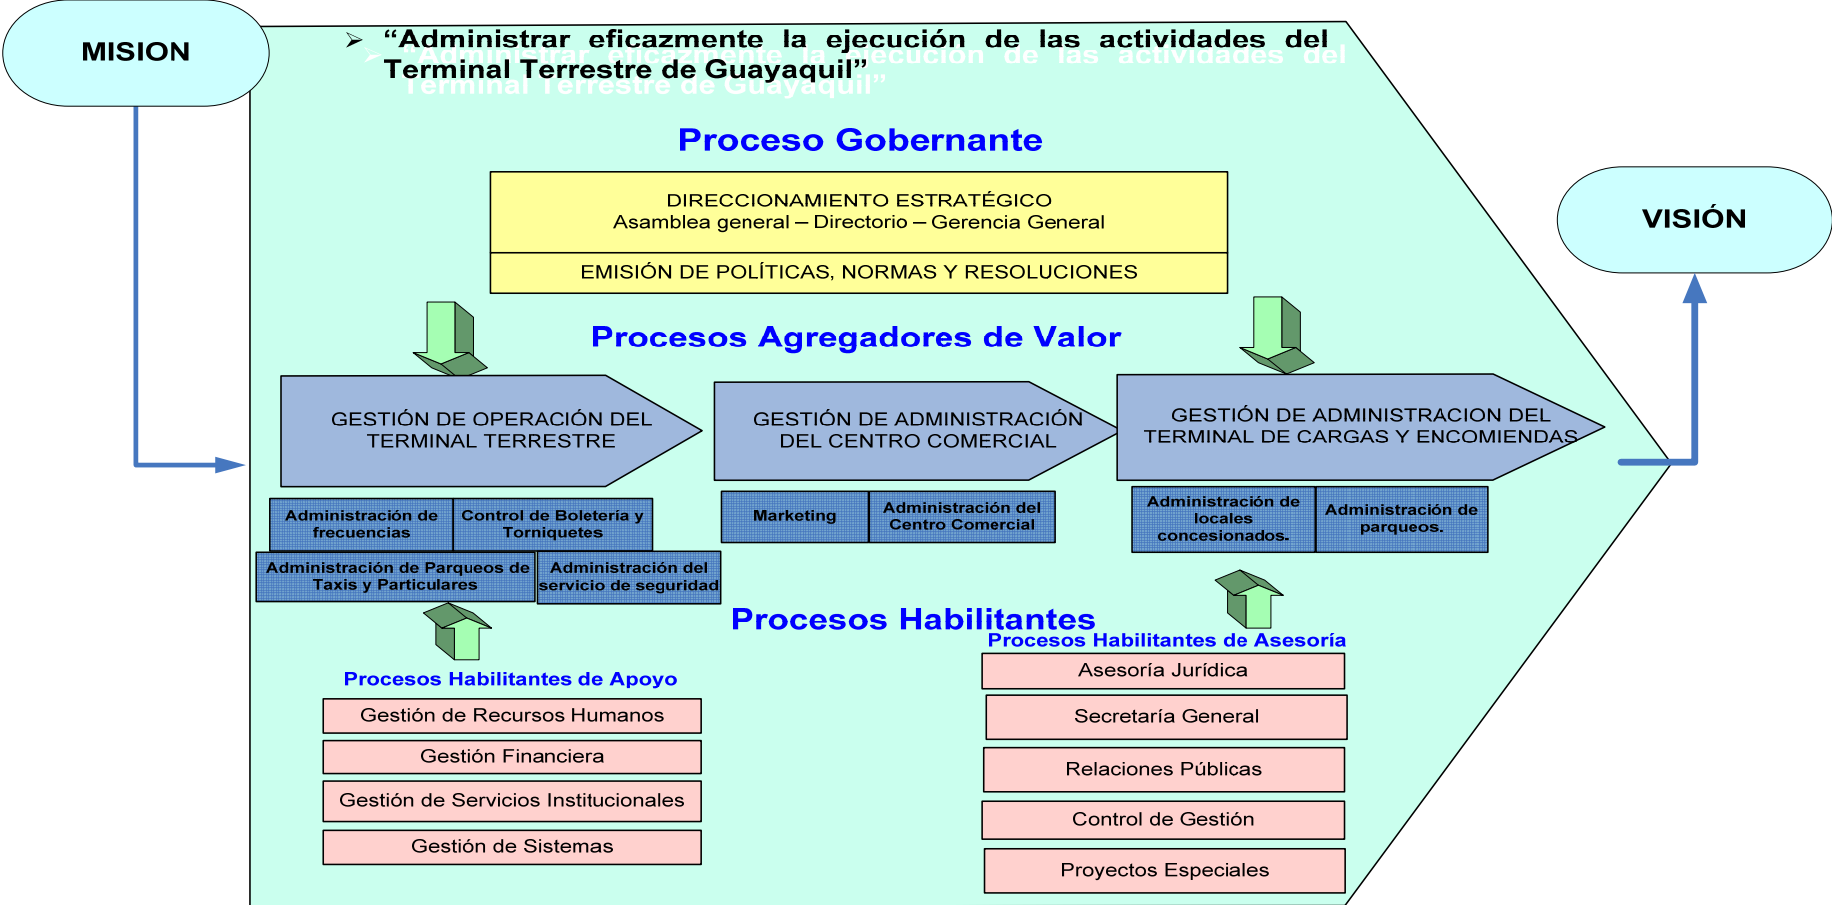 MISION
➢ “Administrar eficazmente la ejecución de las actividades del
Terminal Terrestre de Guayaquil”
Proceso Gobernante
DIRECCIONAMIENTO ESTRATÉGICO
Asamblea general – Directorio – Gerencia General
EMISIÓN DE POLÍTICAS, NORMAS Y RESOLUCIONES
VISIÓN
Procesos Agregadores de Valor
GESTIÓN DE OPERACIÓN DEL
TERMINAL TERRESTRE
GESTIÓN DE ADMINISTRACIÓN
DEL CENTRO COMERCIAL
GESTIÓN DE ADMINISTRACION DEL
TERMINAL DE CARGAS Y ENCOMIENDAS
Administración de
frecuencias
Control de Boletería y
Torniquetes
Administración de Parqueos de
Taxis y Particulares
Administración del
servicio de seguridad
Marketing
Administración del
Centro Comercial
Administración de
locales
concesionados.
Administración de
parqueos.
Procesos Habilitantes
Procesos Habilitantes de Apoyo
Gestión de Recursos Humanos
Gestión Financiera
Gestión de Servicios Institucionales
Gestión de Sistemas
Procesos Habilitantes de Asesoría
Asesoría Jurídica
Secretaría General
Relaciones Públicas
Control de Gestión
Proyectos Especiales